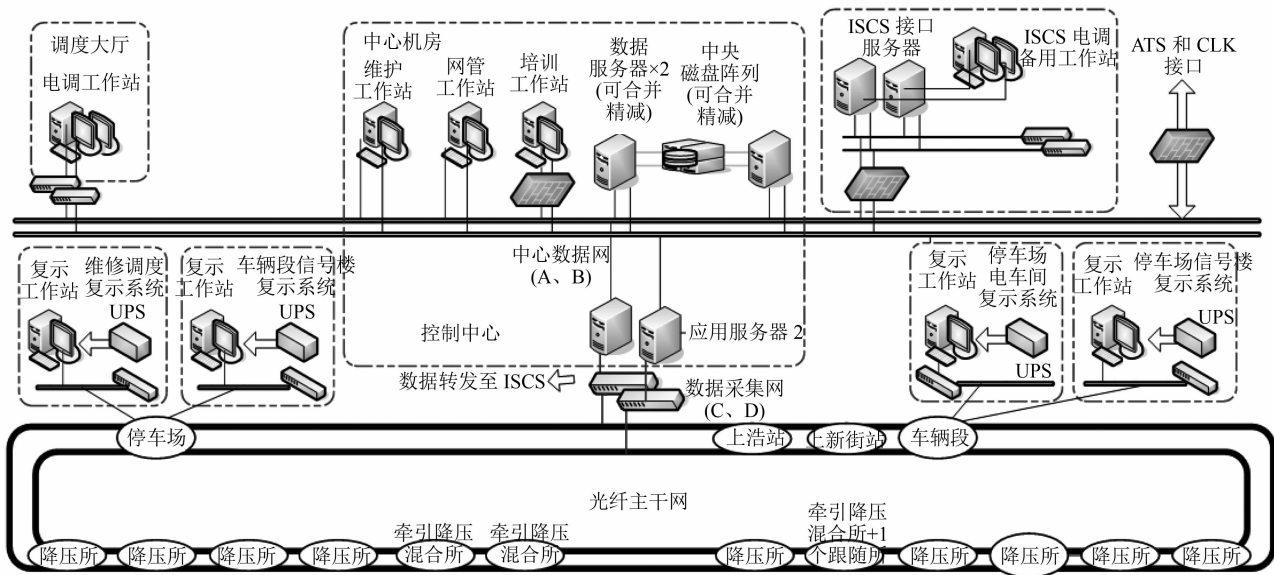 调度大厅
电调工作站
中心机房
维护
工作站
网管
工作站
培训
工作站
数据
服务器×2
(可合并
精减)
中央
磁盘阵列
(可合并
精减)
ISCS 接口
服务器
ISCS 电调
备用工作站
ATS 和 CLK
接口
中心数据网
(A、B)
复示
工作站
维修调度
复示系统
UPS
复示
工作站
车辆段信号楼
复示系统
UPS
控制中心
应用服务器 2
复示
工作站
停车场
电车间
复示系统
UPS
复示
工作站
停车场信号楼
复示系统
UPS
数据转发至 ISCS
数据采集网
(C、D)
停车场
上浩站
上新街站
车辆段
光纤主干网
降压所
降压所
降压所
降压所
牵引降压
混合所
牵引降压
混合所
降压所
牵引降压
混合所+1
个跟随所
降压所
降压所
降压所
降压所